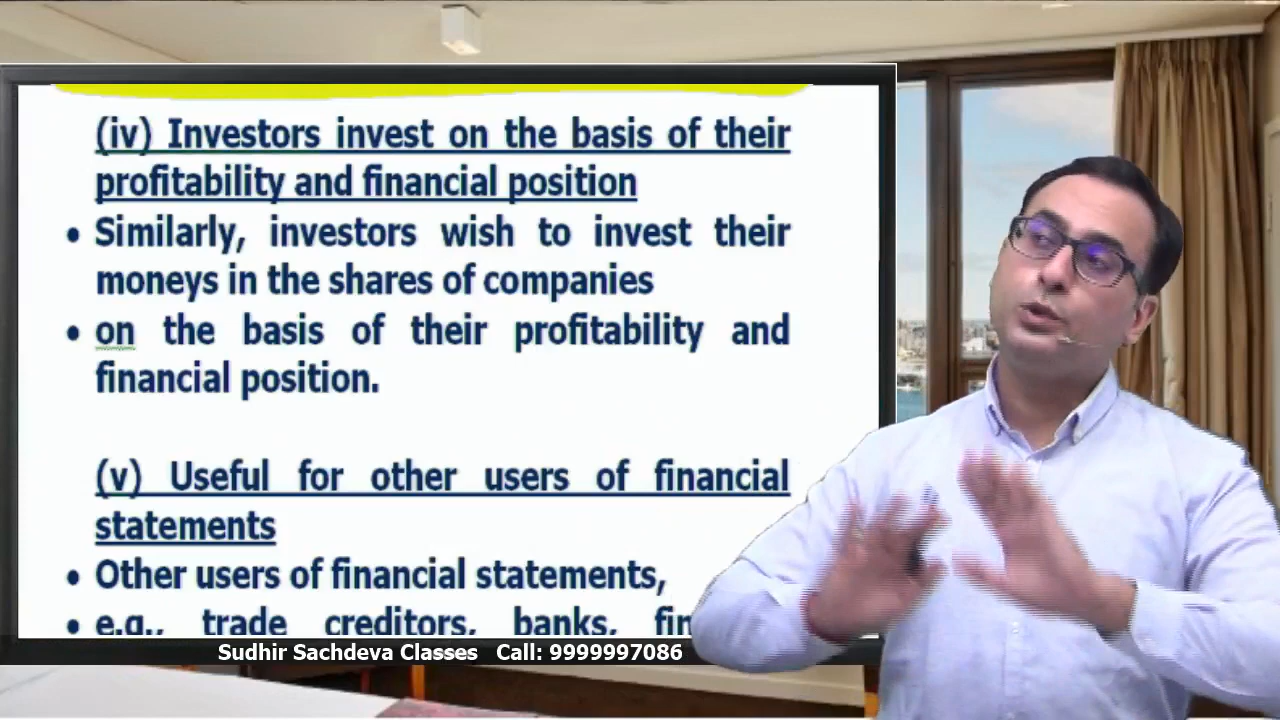 (iv) Investors invest on the basis of their
profitability and financial position
• Similarly, investors wish to invest their
moneys in the shares of companies
• on the basis of their profitability and
financial position.
(v) Useful for other users of financial
statements
• Other users of financial statements,
• e.g., trade creditors, banks,
Sudhir Sachdeva Classes Call: 9999997086